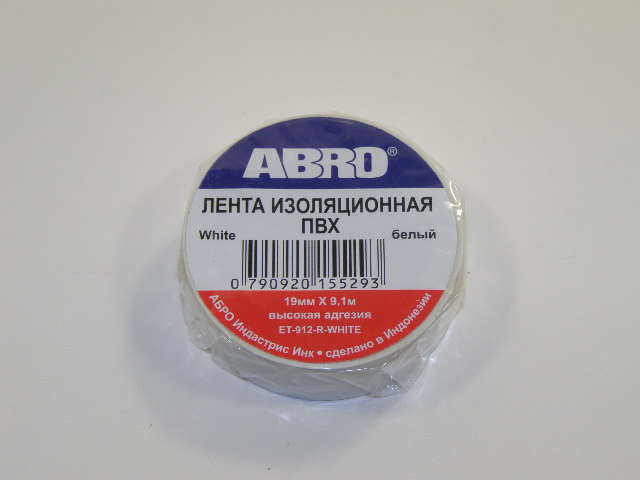 ABRO®
ЛЕНТА ИЗОЛЯЦИОННАЯ
ПВХ
White белый
0 790920 155293
19мм X 9,1м
высокая адгезия
ET-912-R-WHITE
АБРО Индастрис Инк • сделано в Индонезии